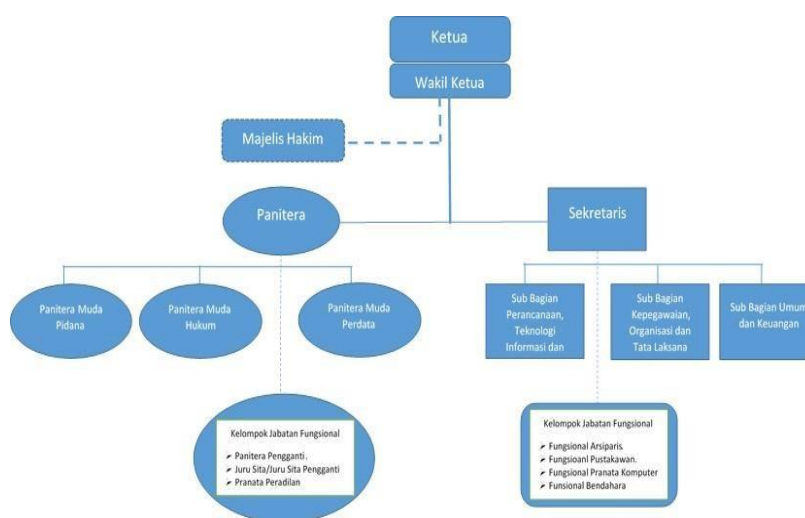 Ketua
Wakil Ketua
Majelis Hakim
Panitera
Sekretaris
Panitera Muda
Pidana
Panitera Muda
Hukum
Panitera Muda
Perdata
Sub Bagian
Perancanaan,
Teknologi
Informasi dan
Sub Bagian
Kepegawaian,
Organisasi dan
Tata Laksana
Sub Bagian Umum
dan Keuangan
Kelompok Jabatan Fungsional
➢ Panitera Pengganti.
➢ Juru Sita/Juru Sita Pengganti
➢ Pranata Peradilan
Kelompok Jabatan Fungsional
➢ Fungsional Arsiparis.
➢ Fungsioanl Pustakawan.
➢ Fungsional Pranata Komputer
➢ Funsional Bendahara